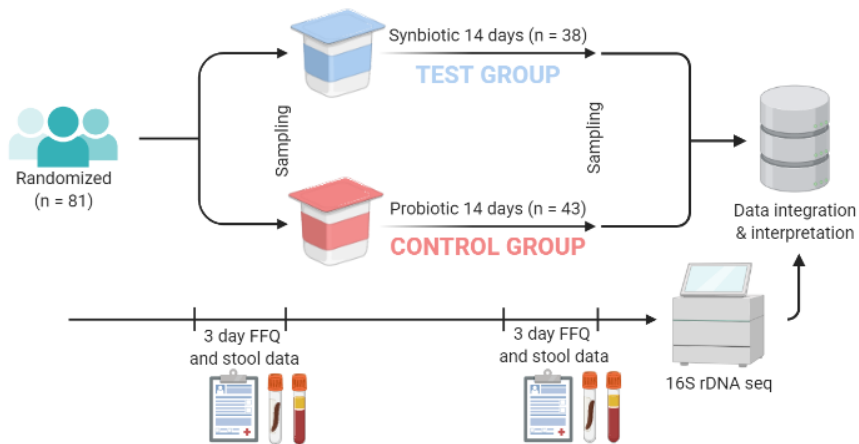 Synbiotic 14 days (n = 38)
TEST GROUP
Sampling
Sampling
Randomized
(n = 81)
Probiotic 14 days (n = 43)
CONTROL GROUP
Data integration
& interpretation
3 day FFQ
and stool data
3 day FFQ
and stool data
16S rDNA seq